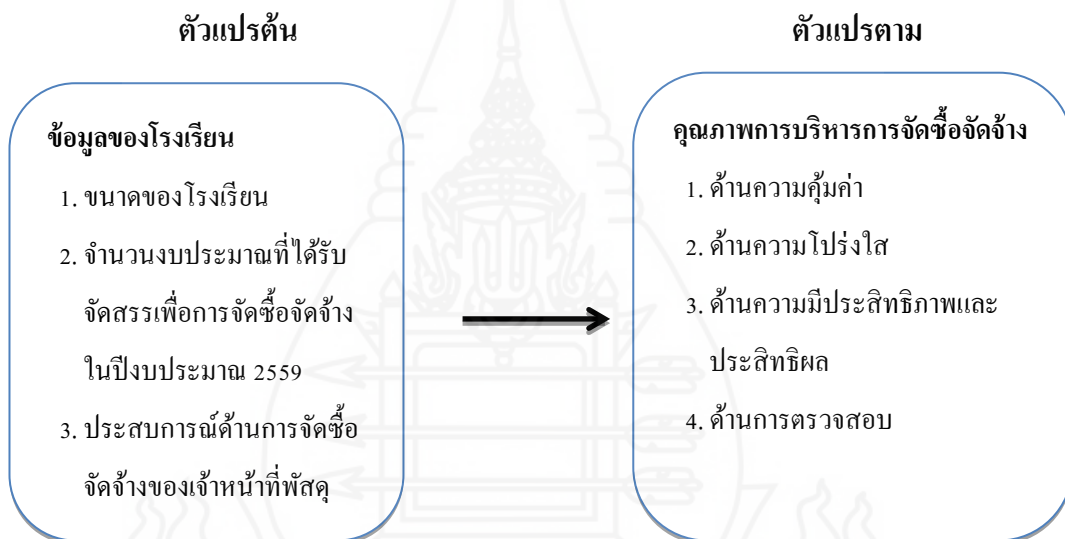 ตัวแปรต้น
ข้อมูลของโรงเรียน
1. ขนาดของโรงเรียน
2. จำนวนงบประมาณที่ได้รับ
จัดสรรเพื่อการจัดซื้อจัดจ้าง
ในปีงบประมาณ 2559
3. ประสบการณ์ด้านการจัดซื้อ
จัดจ้างของเจ้าหน้าที่พัสดุ
ตัวแปรตาม
คุณภาพการบริหารการจัดซื้อจัดจ้าง
1. ด้านความคุ้มค่า
2. ด้านความโปร่งใส
3. ด้านความมีประสิทธิภาพและ
ประสิทธิผล
4. ด้านการตรวจสอบ